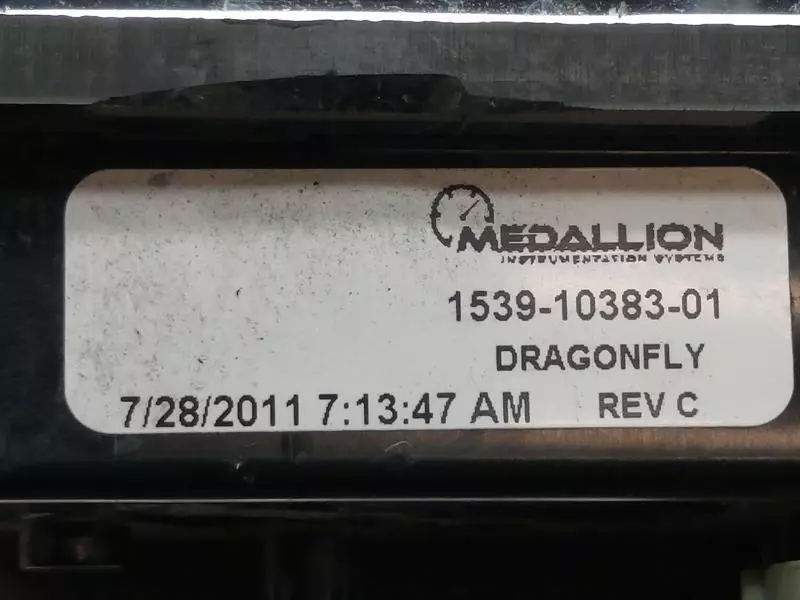 MEDALLION
INSTRUMENTATION SYSTEMS
1539-10383-01
DRAGONFLY
7/28/2011 7:13:47 AM REV C